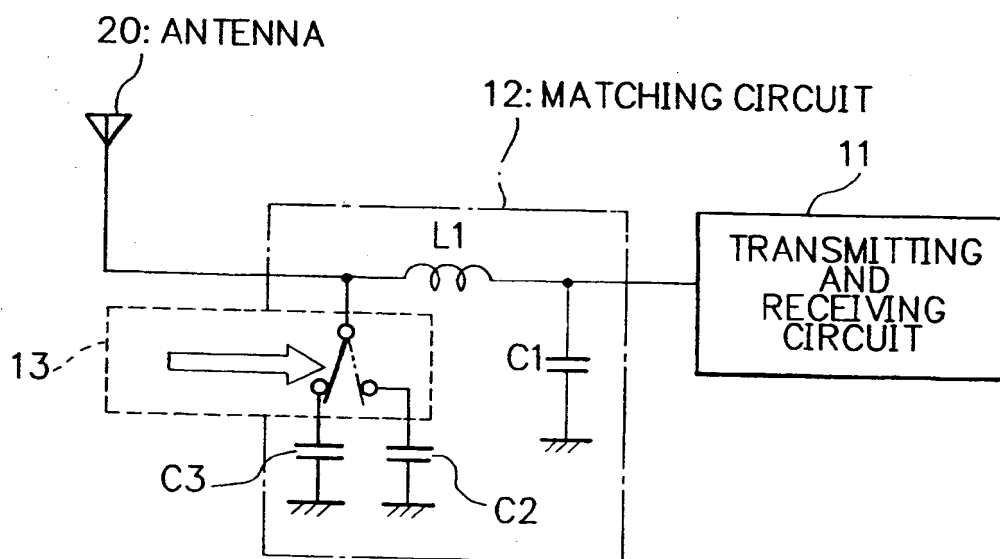 20: ANTENNA
12: MATCHING CIRCUIT
11
L1
TRANSMITTING
AND
RECEIVING
CIRCUIT
13
C1
C3
C2